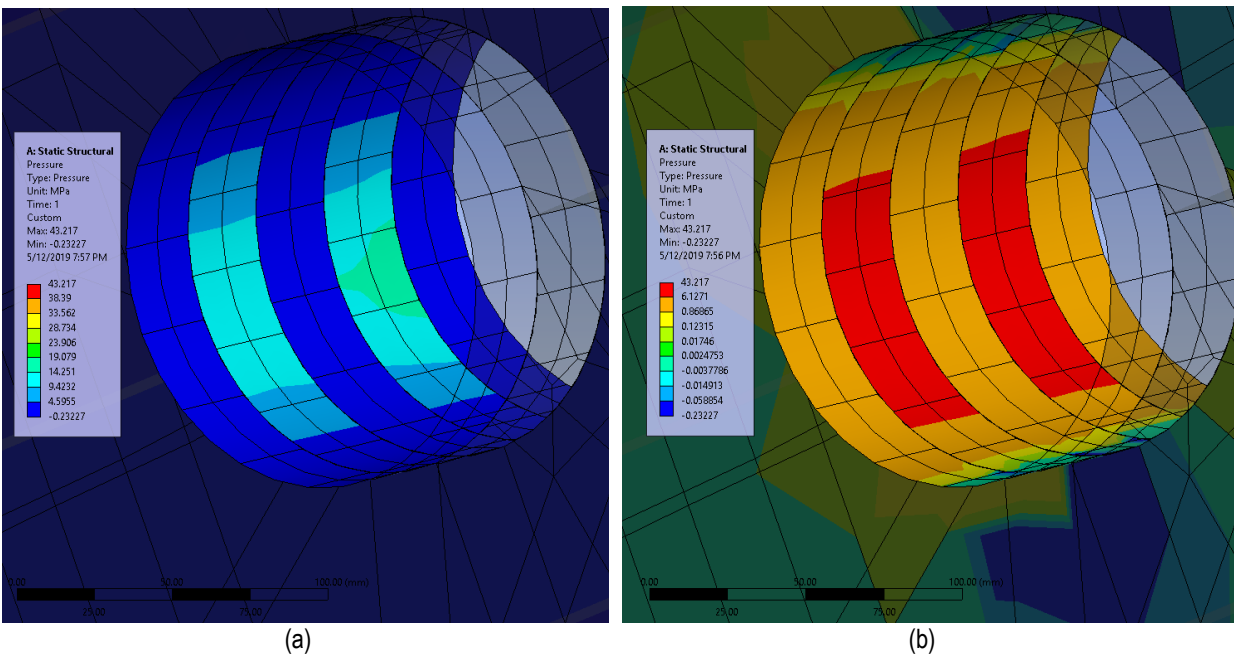 A: Static Structural
Pressure
Type: Pressure
Unit: MPa
Time: 1
Custom
Max: 43.217
Min: -0.23227
5/12/2019 7:57 PM
43.217
38.39
33.562
28.734
23.906
19.079
14.251
9.4232
4.5955
-0.23227
0.00 50.00 100.00 (mm)
25.00 75.00
(a)
A: Static Structural
Pressure
Type: Pressure
Unit: MPa
Time: 1
Custom
Max: 43.217
Min: -0.23227
5/12/2019 7:56 PM
43.217
6.1271
0.86865
0.12315
0.01746
0.0024753
-0.0037786
-0.014913
-0.058854
-0.23227
0.00 50.00 100.00 (mm)
25.00 75.00
(b)